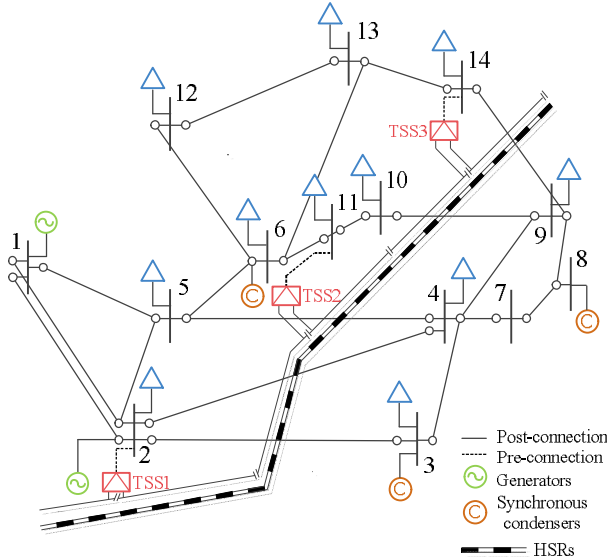 13
14
12
TSS3
10
11
6
9
1
8
5
TSS2
4
7
C
C
2
3
Post-connection
Pre-connection
TSS1
Generators
C
C
Synchronous
condensers
HSRs